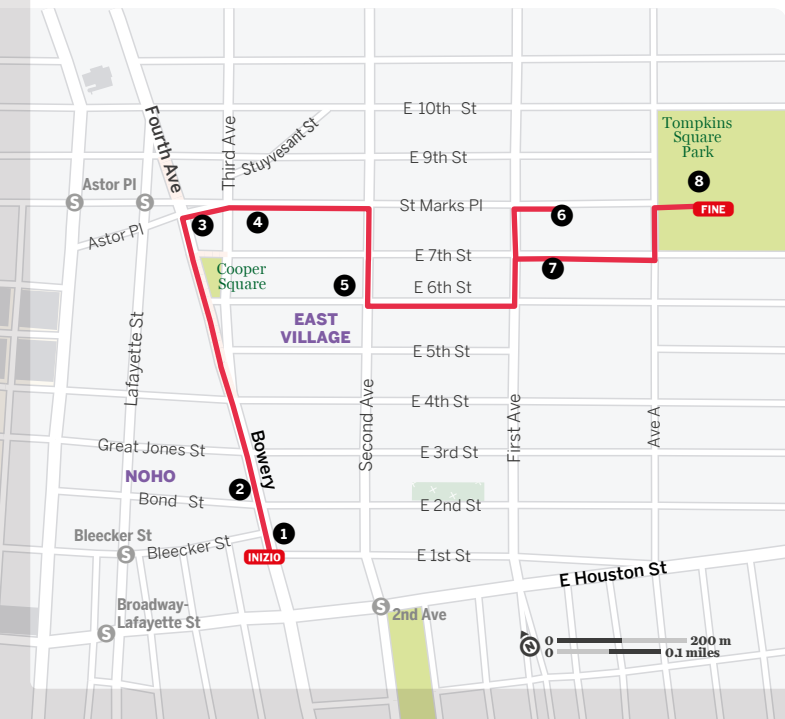 E 10th St
Fourth Ave
Third Ave
Stuyvesant St
Tompkins
Square
Park
E 9th St
8
Astor Pl
S
S
St Marks Pl
FINE
6
3
4
Astor Pl
E 7th St
7
Cooper
Square
5
E 6th St
EAST
VILLAGE
Lafayette St
E 5th St
Second Ave
First Ave
Ave A
E 4th St
Bowery
Great Jones St
E 3rd St
NOHO
2
Bond St
E 2nd St
1
Bleecker St
S
Bleecker St
INIZIO
E 1st St
E Houston St
Broadway-
Lafayette St
S
S
2nd Ave
N
0
200 m
0
0.1 miles